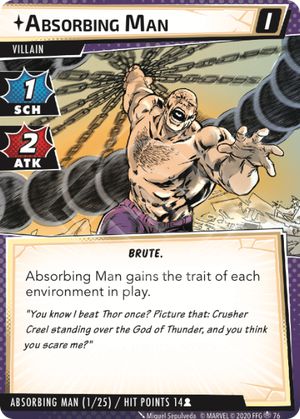 Absorbing Man
I
VILLAIN
1
SCH
2
ATK
BRUTE.
Absorbing Man gains the trait of each
environment in play.
"You know I beat Thor once? Picture that: Crusher
Creel standing over the God of Thunder, and you think
you scare me?"
ABSORBING MAN (1/25) / HIT POINTS 14
Miguel Sepulveda © MARVEL © 2020 FFG 76